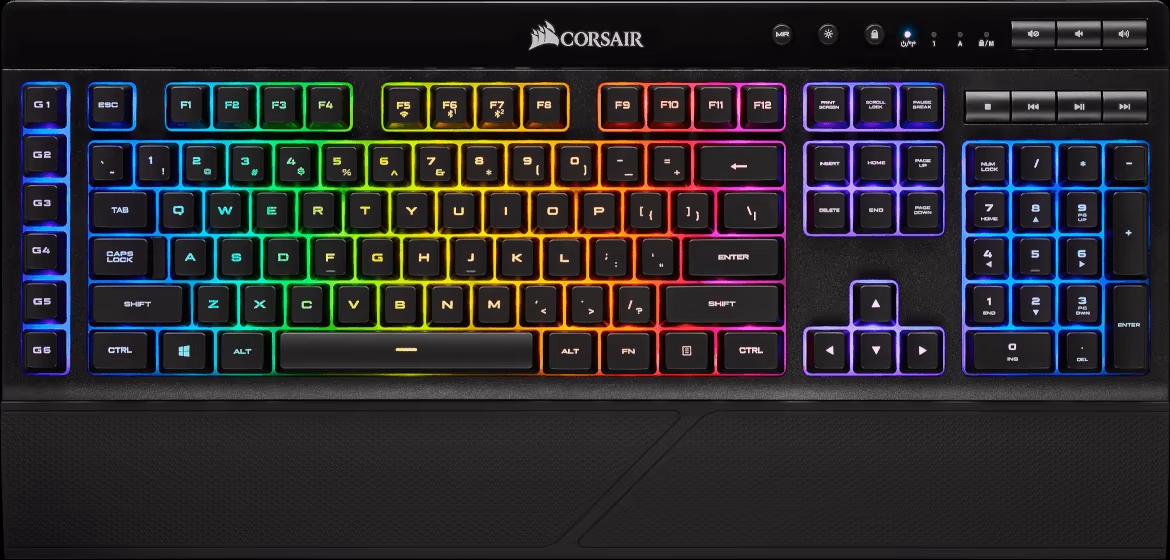 CORSAIR
MR
1 A /M
G1 ESC F1 F2 F3 F4 F5 F6 F7 F8 F9 F10 F11 F12 PRINT SCREEN SCROLL LOCK PAUSE BREAK
G2 ` ~ 1 ! 2 @ 3 # 4 $ 5 % 6 ^ 7 & 8 * 9 ( 0 ) - _ = + ← INSERT HOME PAGE UP NUM LOCK / * -
G3 TAB Q W E R T Y U I O P [ { ] } \ | DELETE END PAGE DOWN 7 HOME 8 ▲ 9 PG UP +
G4 CAPS LOCK A S D F G H J K L ; : ' " ENTER 4 ◀ 5 6 ▶
G5 SHIFT Z X C V B N M , < . > / ? SHIFT ▲ 1 END 2 ▼ 3 PG DWN ENTER
G6 CTRL ALT ALT FN CTRL ◀ ▼ ▶ 0 INS . DEL